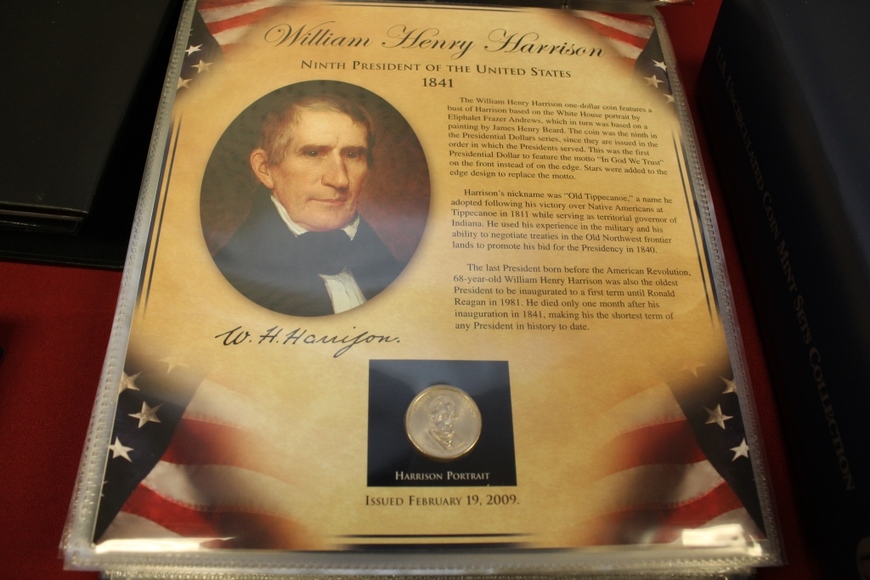 William Henry Harrison
NINTH PRESIDENT OF THE UNITED STATES
1841
The William Henry Harrison one-dollar coin features a
bust of Harrison based on the White House portrait by
Eliphalet Frazer Andrews, which in turn was based on a
painting by James Henry Beard. The coin was the ninth in
the Presidential Dollars series, since they are issued in the
order in which the Presidents served. This was the first
Presidential Dollar to feature the motto "In God We Trust"
on the front instead of on the edge. Stars were added to the
edge design to replace the motto.
Harrison's nickname was "Old Tippecanoe," a name he
adopted following his victory over Native Americans at
Tippecanoe in 1811 while serving as territorial governor of
Indiana. He used his experience in the military and his
ability to negotiate treaties in the Old Northwest frontier
lands to promote his bid for the Presidency in 1840.
The last President born before the American Revolution,
68-year-old William Henry Harrison was also the oldest
President to be inaugurated to a first term until Ronald
Reagan in 1981. He died only one month after his
inauguration in 1841, making his the shortest term of
any President in history to date.
W. H. Harrison.
HARRISON PORTRAIT
ISSUED FEBRUARY 19, 2009.
U.S. UNCIRCULATED COIN MINT SETS COLLECTION